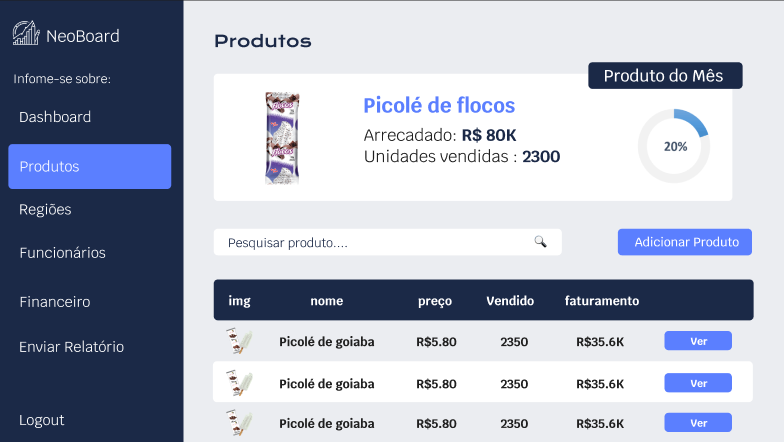 NeoBoard
Infome-se sobre:
Dashboard
Produtos
Regiões
Funcionários
Financeiro
Enviar Relatório
Logout
Produtos
Produto do Mês
Picolé de flocos
Arrecadado: R$ 80K
Unidades vendidas : 2300
20%
Pesquisar produto....
Adicionar Produto
img nome preço Vendido faturamento
Picolé de goiaba R$5.80 2350 R$35.6K Ver
Picolé de goiaba R$5.80 2350 R$35.6K Ver
Picolé de goiaba R$5.80 2350 R$35.6K Ver